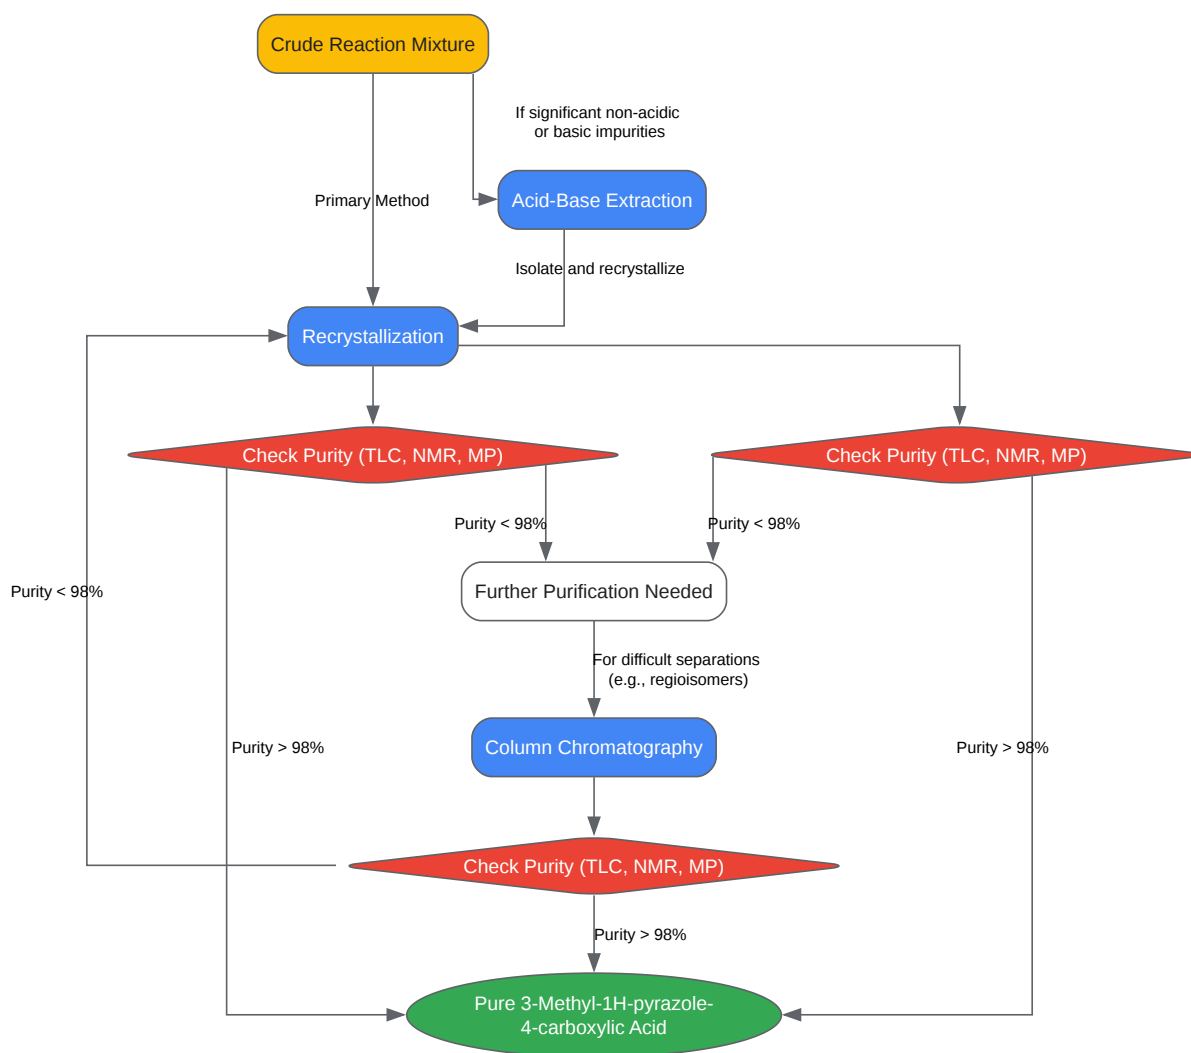 Crude Reaction Mixture
If significant non-acidic
or basic impurities
Primary Method
Acid-Base Extraction
Isolate and recrystallize
Recrystallization
Check Purity (TLC, NMR, MP)
Check Purity (TLC, NMR, MP)
Purity < 98%
Purity < 98%
Purity < 98%
Further Purification Needed
For difficult separations
(e.g., regioisomers)
Purity > 98%
Column Chromatography
Purity > 98%
Check Purity (TLC, NMR, MP)
Purity > 98%
Pure 3-Methyl-1H-pyrazole-
4-carboxylic Acid